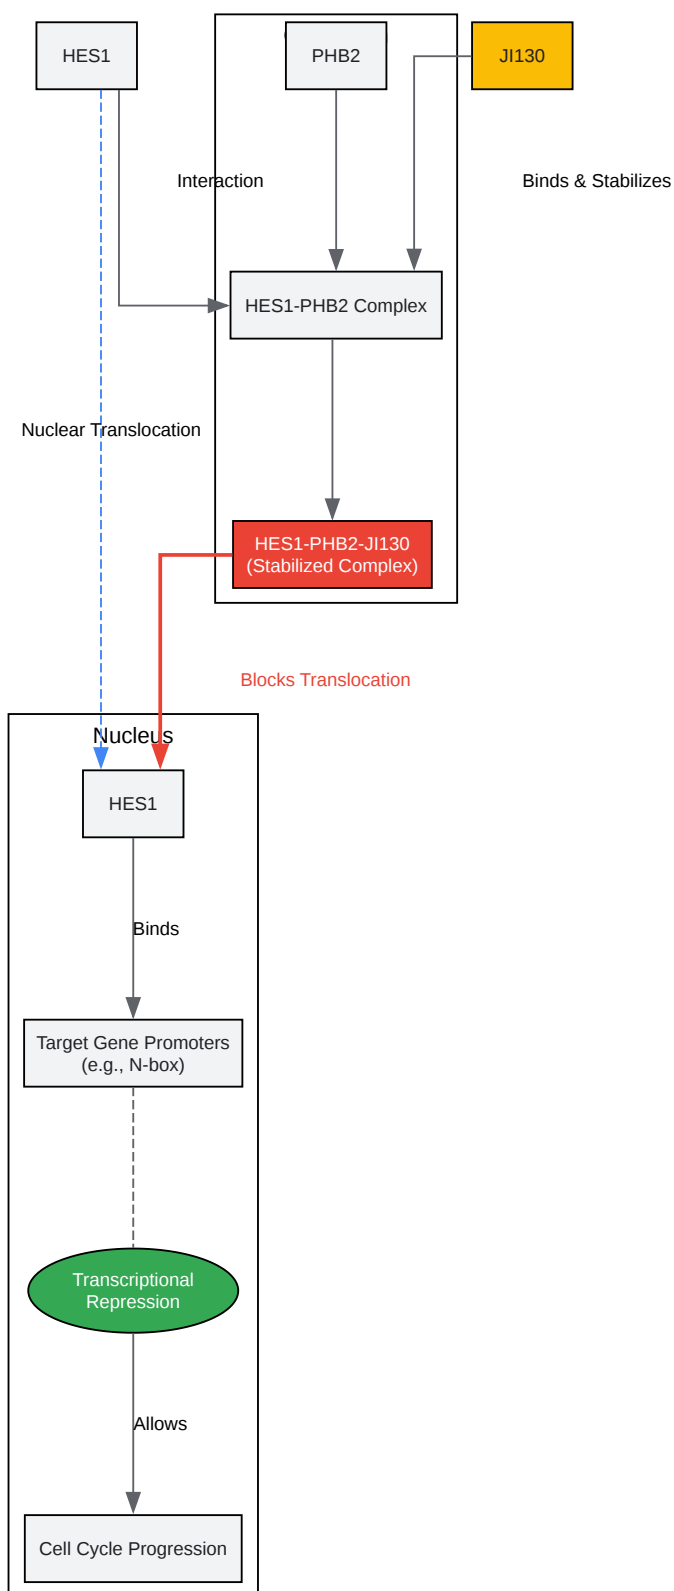 HES1
PHB2
JI130
Interaction
Binds & Stabilizes
HES1-PHB2 Complex
Nuclear Translocation
HES1-PHB2-JI130
(Stabilized Complex)
Blocks Translocation
Nucleus
HES1
Binds
Target Gene Promoters
(e.g., N-box)
Transcriptional
Repression
Allows
Cell Cycle Progression